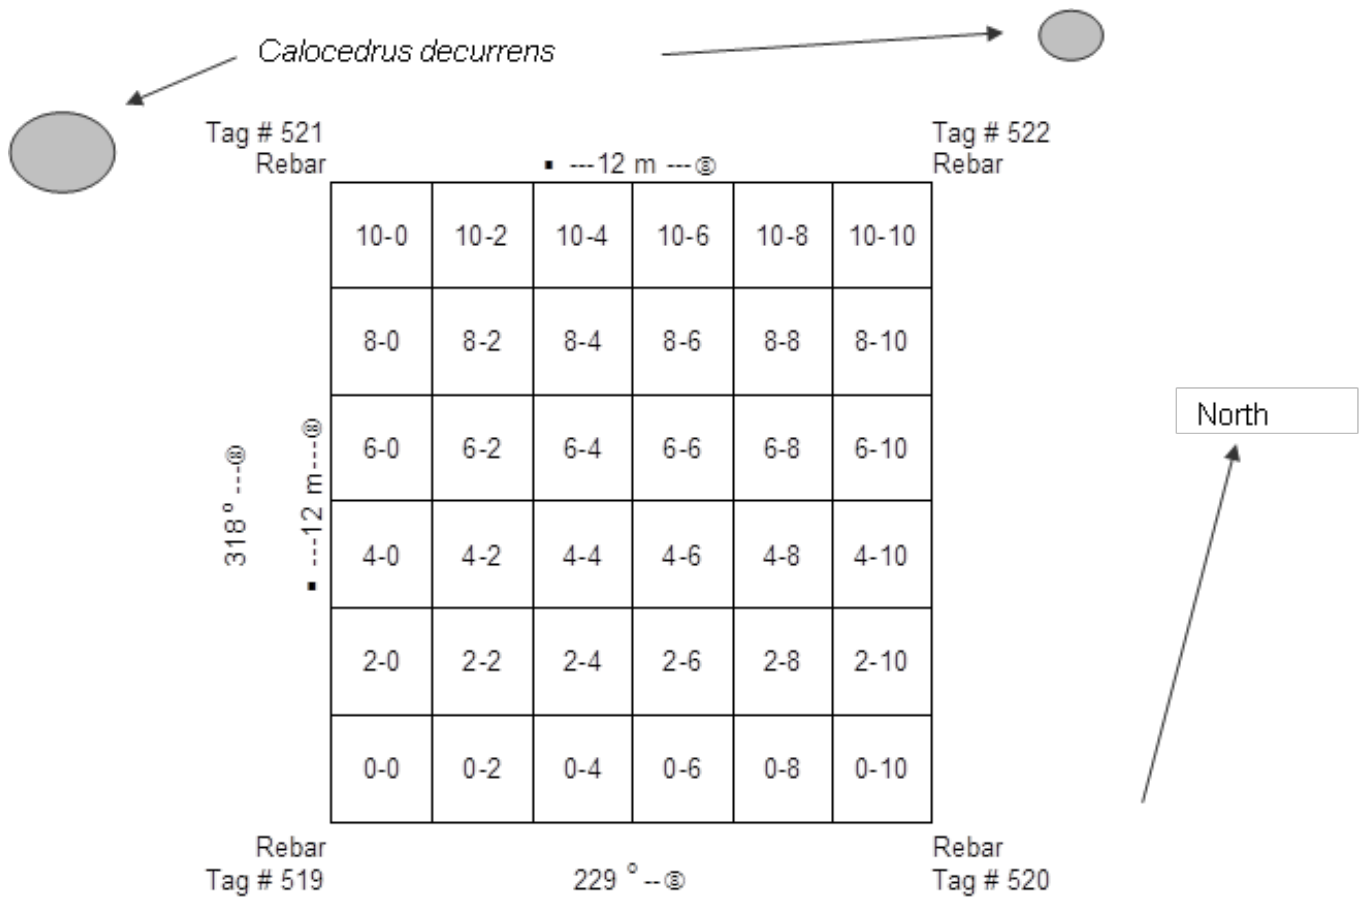 Calocedrus decurrens
Tag # 521
Rebar
Tag # 522
Rebar
▪ ---12 m ---⑧
10-0 10-2 10-4 10-6 10-8 10-10
8-0 8-2 8-4 8-6 8-8 8-10
6-0 6-2 6-4 6-6 6-8 6-10
4-0 4-2 4-4 4-6 4-8 4-10
2-0 2-2 2-4 2-6 2-8 2-10
0-0 0-2 0-4 0-6 0-8 0-10
318° ---⑧
▪ ---12 m---⑧
North
Rebar
Tag # 519
229 ° --⑧
Rebar
Tag # 520